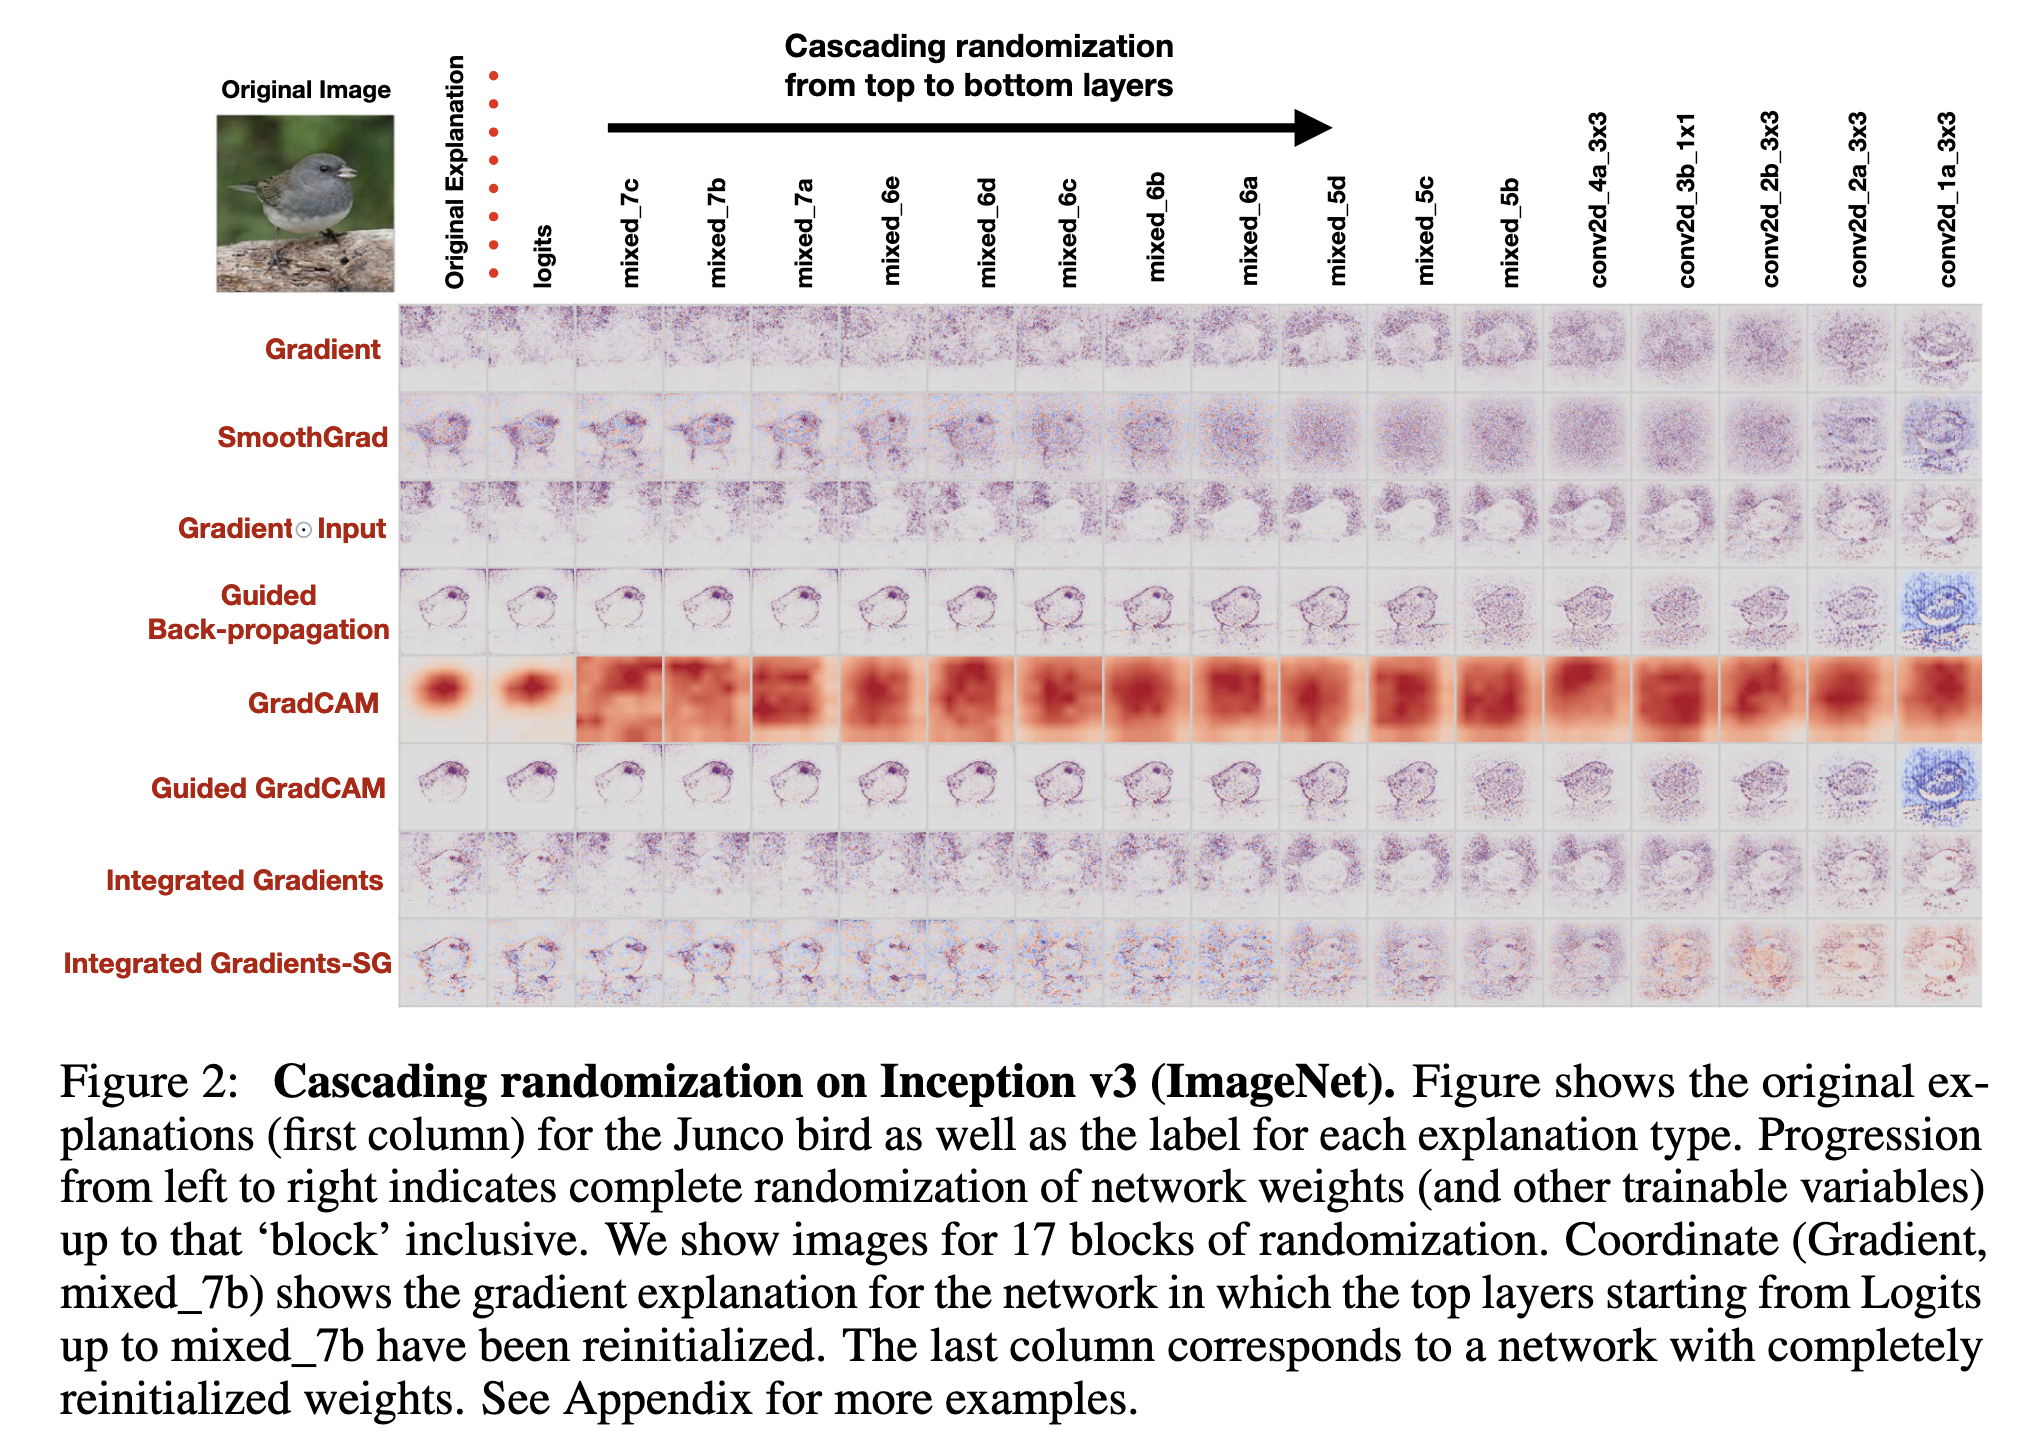 Cascading randomization
from top to bottom layers
Original Image
Original Explanation
logits
mixed_7c
mixed_7b
mixed_7a
mixed_6e
mixed_6d
mixed_6c
mixed_6b
mixed_6a
mixed_5d
mixed_5c
mixed_5b
conv2d_4a_3x3
conv2d_3b_1x1
conv2d_2b_3x3
conv2d_2a_3x3
conv2d_1a_3x3
Gradient
SmoothGrad
Gradient⊙Input
Guided
Back-propagation
GradCAM
Guided GradCAM
Integrated Gradients
Integrated Gradients-SG
Figure 2: Cascading randomization on Inception v3 (ImageNet). Figure shows the original ex-
planations (first column) for the Junco bird as well as the label for each explanation type. Progression
from left to right indicates complete randomization of network weights (and other trainable variables)
up to that ‘block’ inclusive. We show images for 17 blocks of randomization. Coordinate (Gradient,
mixed_7b) shows the gradient explanation for the network in which the top layers starting from Logits
up to mixed_7b have been reinitialized. The last column corresponds to a network with completely
reinitialized weights. See Appendix for more examples.